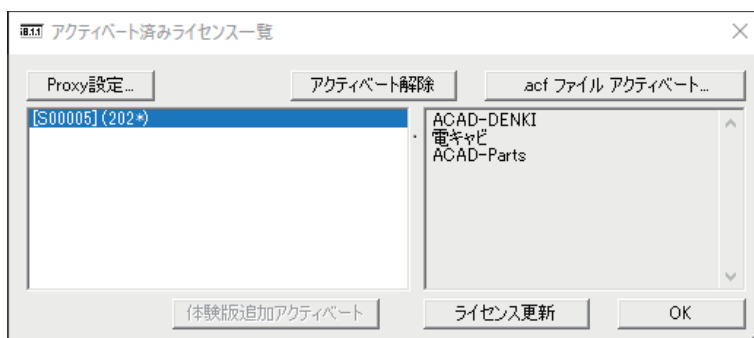 i8.1.1 アクティベート済みライセンス一覧
Proxy設定...
アクティベート解除
.acf ファイル アクティベート...
[S00005] (202*)
ACAD-DENKI
電キャビ
ACAD-Parts
体験版追加アクティベート
ライセンス更新
OK